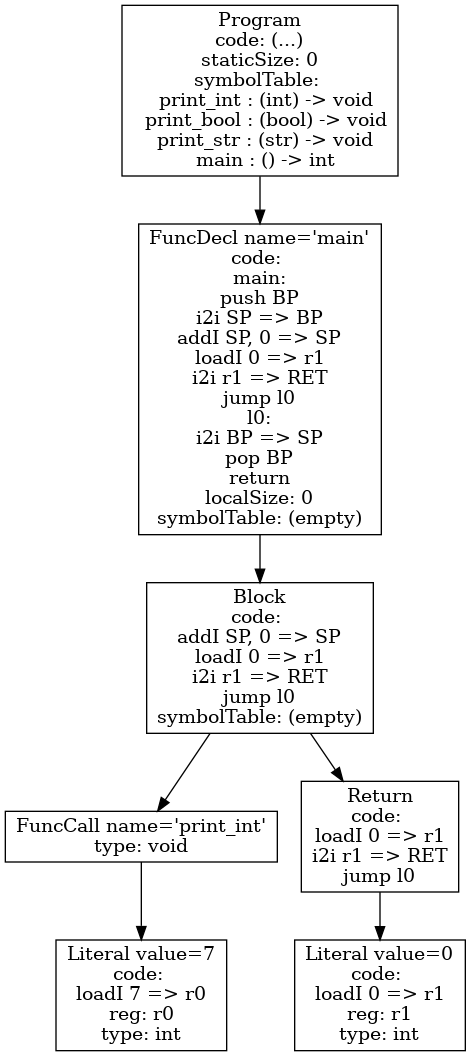 Program
code: (...)
staticSize: 0
symbolTable:
print_int : (int) -> void
print_bool : (bool) -> void
print_str : (str) -> void
main : () -> int
FuncDecl name='main'
code:
main:
push BP
i2i SP => BP
addI SP, 0 => SP
loadI 0 => r1
i2i r1 => RET
jump l0
l0:
i2i BP => SP
pop BP
return
localSize: 0
symbolTable: (empty)
Block
code:
addI SP, 0 => SP
loadI 0 => r1
i2i r1 => RET
jump l0
symbolTable: (empty)
FuncCall name='print_int'
type: void
Return
code:
loadI 0 => r1
i2i r1 => RET
jump l0
Literal value=7
code:
loadI 7 => r0
reg: r0
type: int
Literal value=0
code:
loadI 0 => r1
reg: r1
type: int